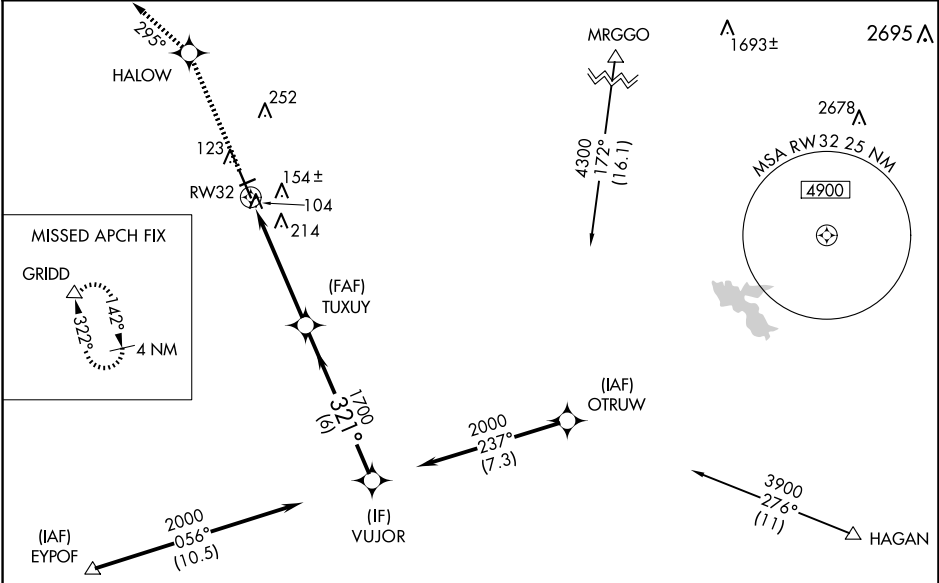 295°
HALOW
252
123
RW32
154±
104
214
MRGGO
4300
172°
(16.1)
1693±
2695
2678
MSA RW32 25 NM
4900
MISSED APCH FIX
GRIDD
142°
322°
4 NM
(FAF)
TUXUY
1700
321°
(6)
(IAF)
OTRUW
2000
237°
(7.3)
(IF)
VUJOR
(IAF)
EYPOF
2000
056°
(10.5)
3900
276°
(11)
HAGAN